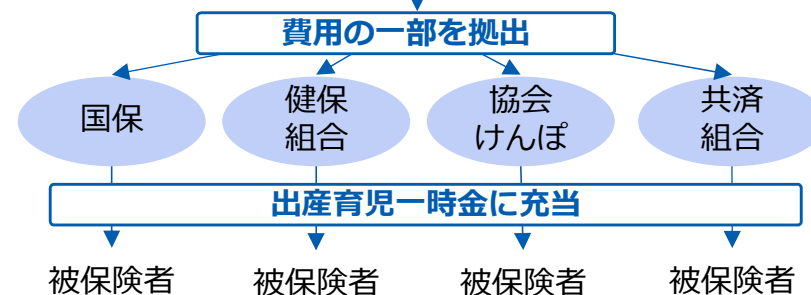 費用の一部を拠出
国保
健保
組合
協会
けんぽ
共済
組合
出産育児一時金に充当
被保険者
被保険者
被保険者
被保険者